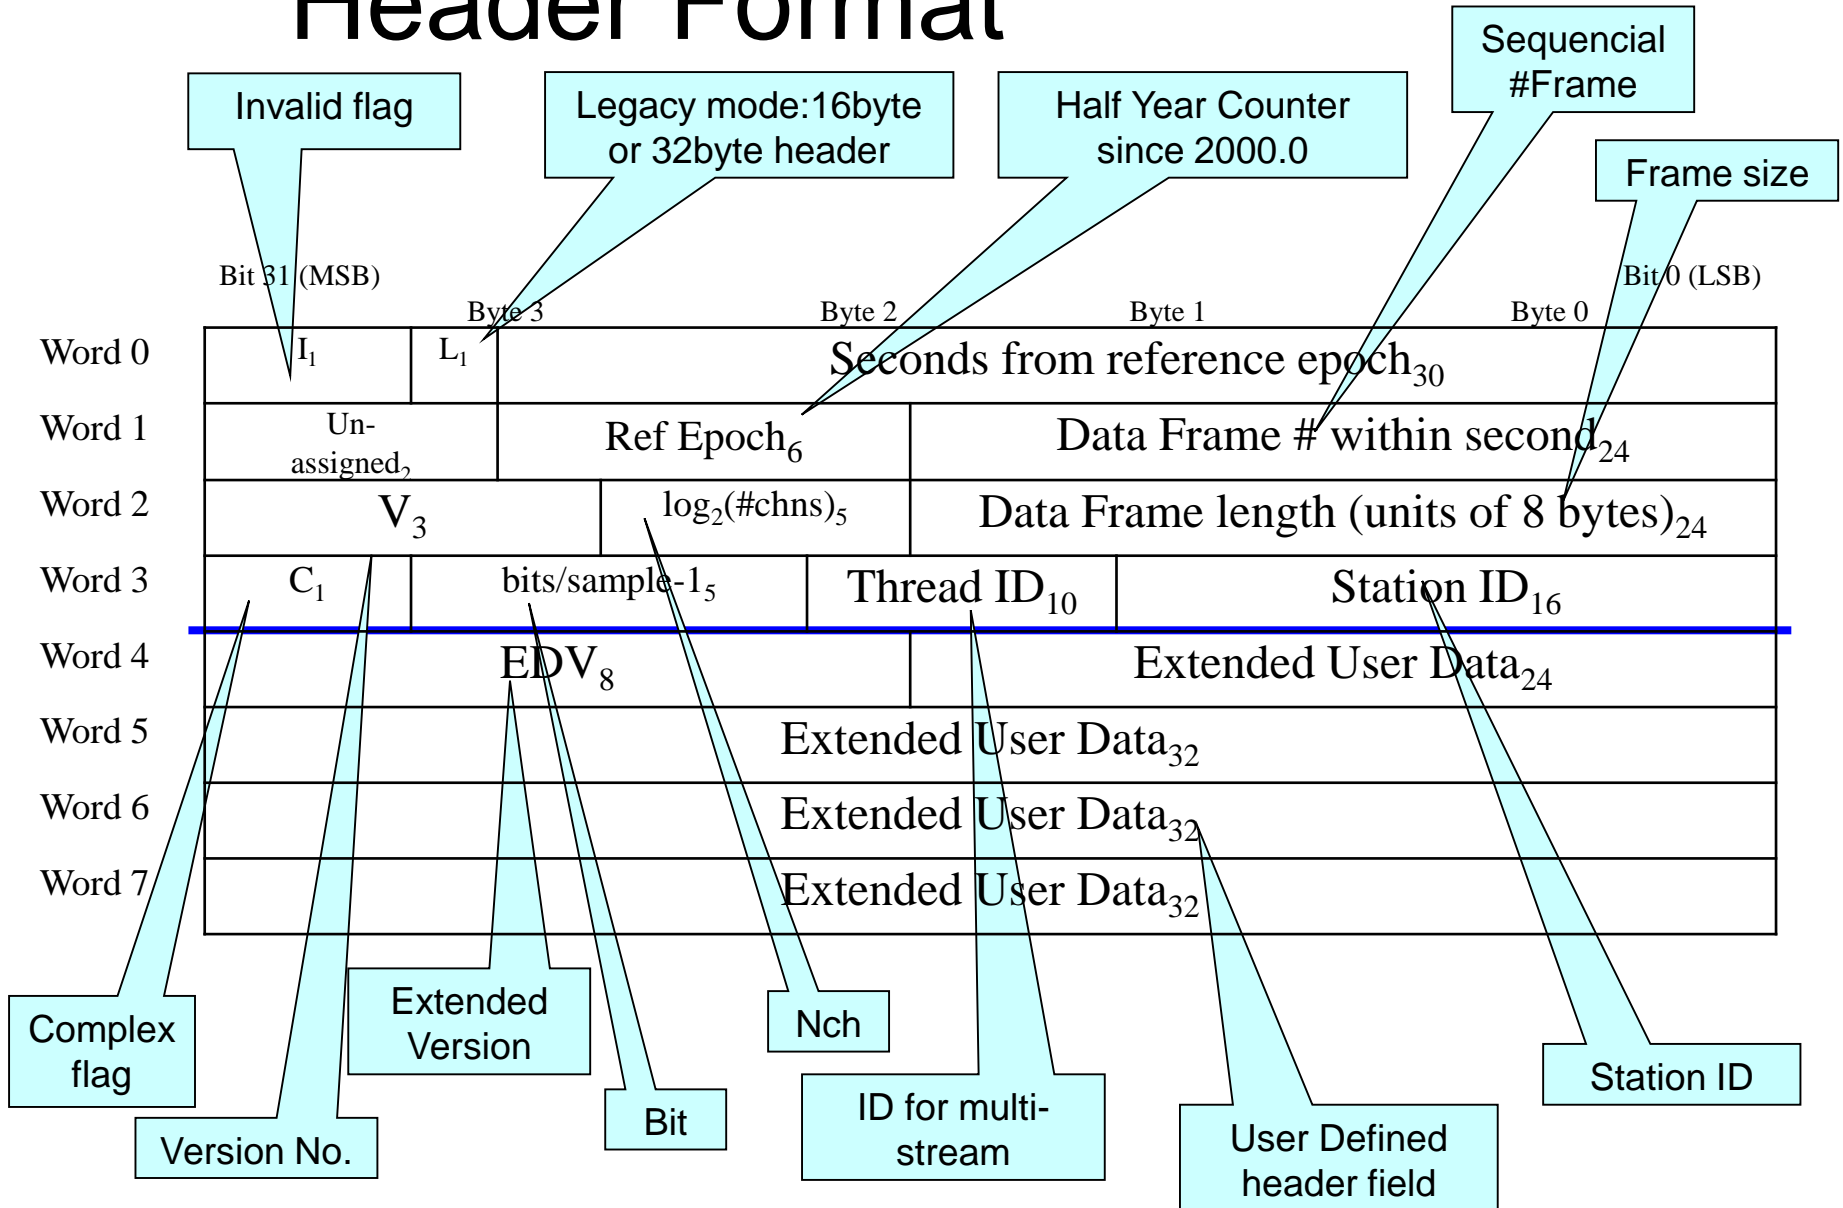 Header Format
Sequencial
#Frame
Invalid flag
Legacy mode:16byte
or 32byte header
Half Year Counter
since 2000.0
Frame size
Bit 31 (MSB)
Bit 0 (LSB)
Byte 3
Byte 2
Byte 1
Byte 0
Word 0
I1
L1
Seconds from reference epoch30
Word 1
Un-
assigned2
Ref Epoch6
Data Frame # within second24
Word 2
V3
log2(#chns)5
Data Frame length (units of 8 bytes)24
Word 3
C1
bits/sample-15
Thread ID10
Station ID16
Word 4
EDV8
Extended User Data24
Word 5
Extended User Data32
Word 6
Extended User Data32
Word 7
Extended User Data32
Complex
flag
Extended
Version
Nch
Version No.
Bit
ID for multi-
stream
Station ID
User Defined
header field